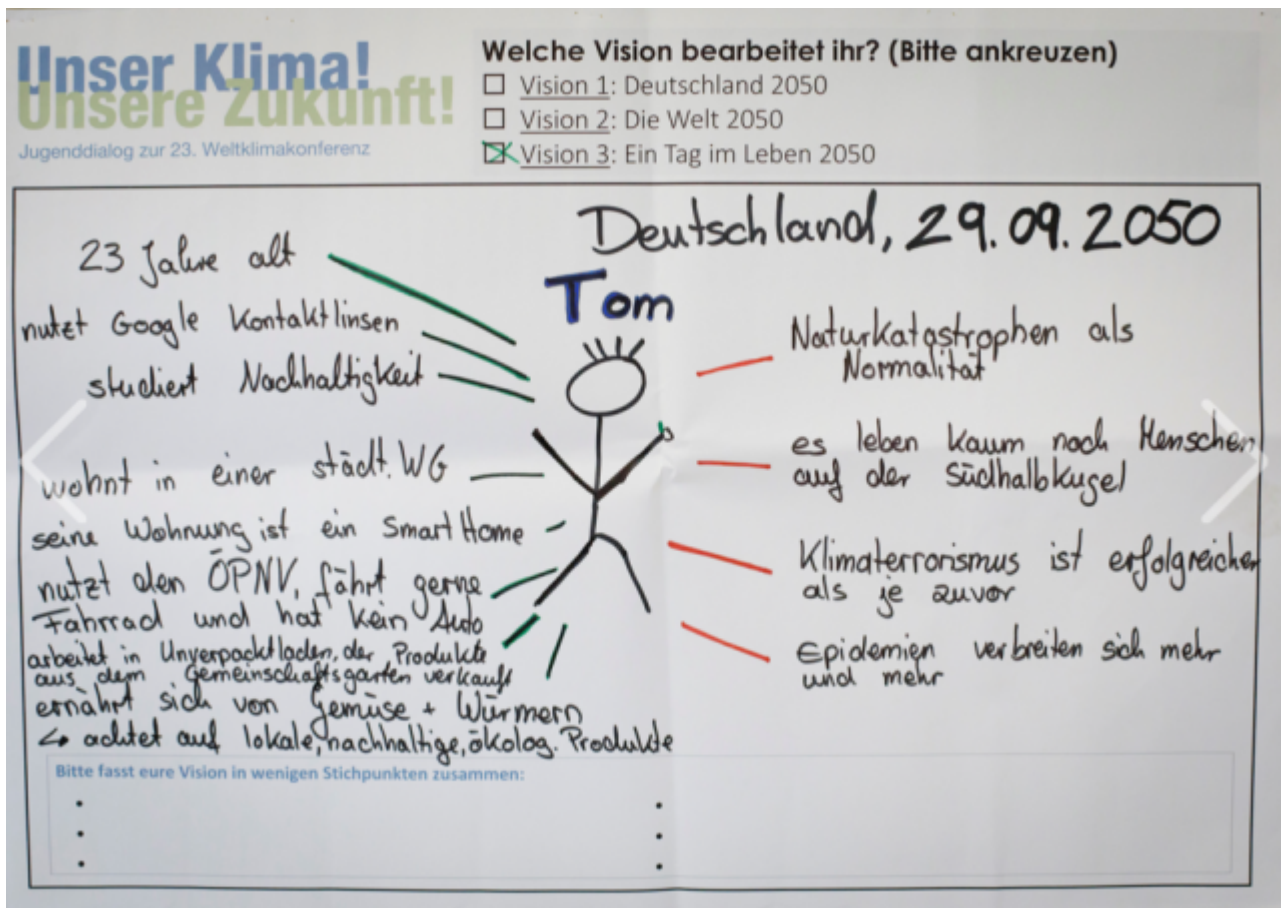 Unser Klima!
Unsere Zukunft!
Jugenddialog zur 23. Weltklimakonferenz
Welche Vision bearbeitet ihr? (Bitte ankreuzen)
Vision 1: Deutschland 2050
Vision 2: Die Welt 2050
Vision 3: Ein Tag im Leben 2050
Deutschland, 29.09.2050
Tom
23 Jahre alt
nutzt Google Kontaktlinsen
studiert Nachhaltigkeit
wohnt in einer städt. WG
seine Wohnung ist ein Smart Home
nutzt den ÖPNV, fährt gerne
Fahrrad und hat kein Auto
arbeitet in Unverpacktladen, der Produkte
aus dem Gemeinschaftsgarten verkauft
ernährt sich von Gemüse + Würmern
↳ achtet auf lokale, nachhaltige, ökolog. Produkte
Naturkatastrophen als
Normalität
es leben kaum noch Menschen
auf der Südhalbkugel
Klimaterrorismus ist erfolgreicher
als je zuvor
Epidemien verbreiten sich mehr
und mehr
Bitte fasst eure Vision in wenigen Stichpunkten zusammen: